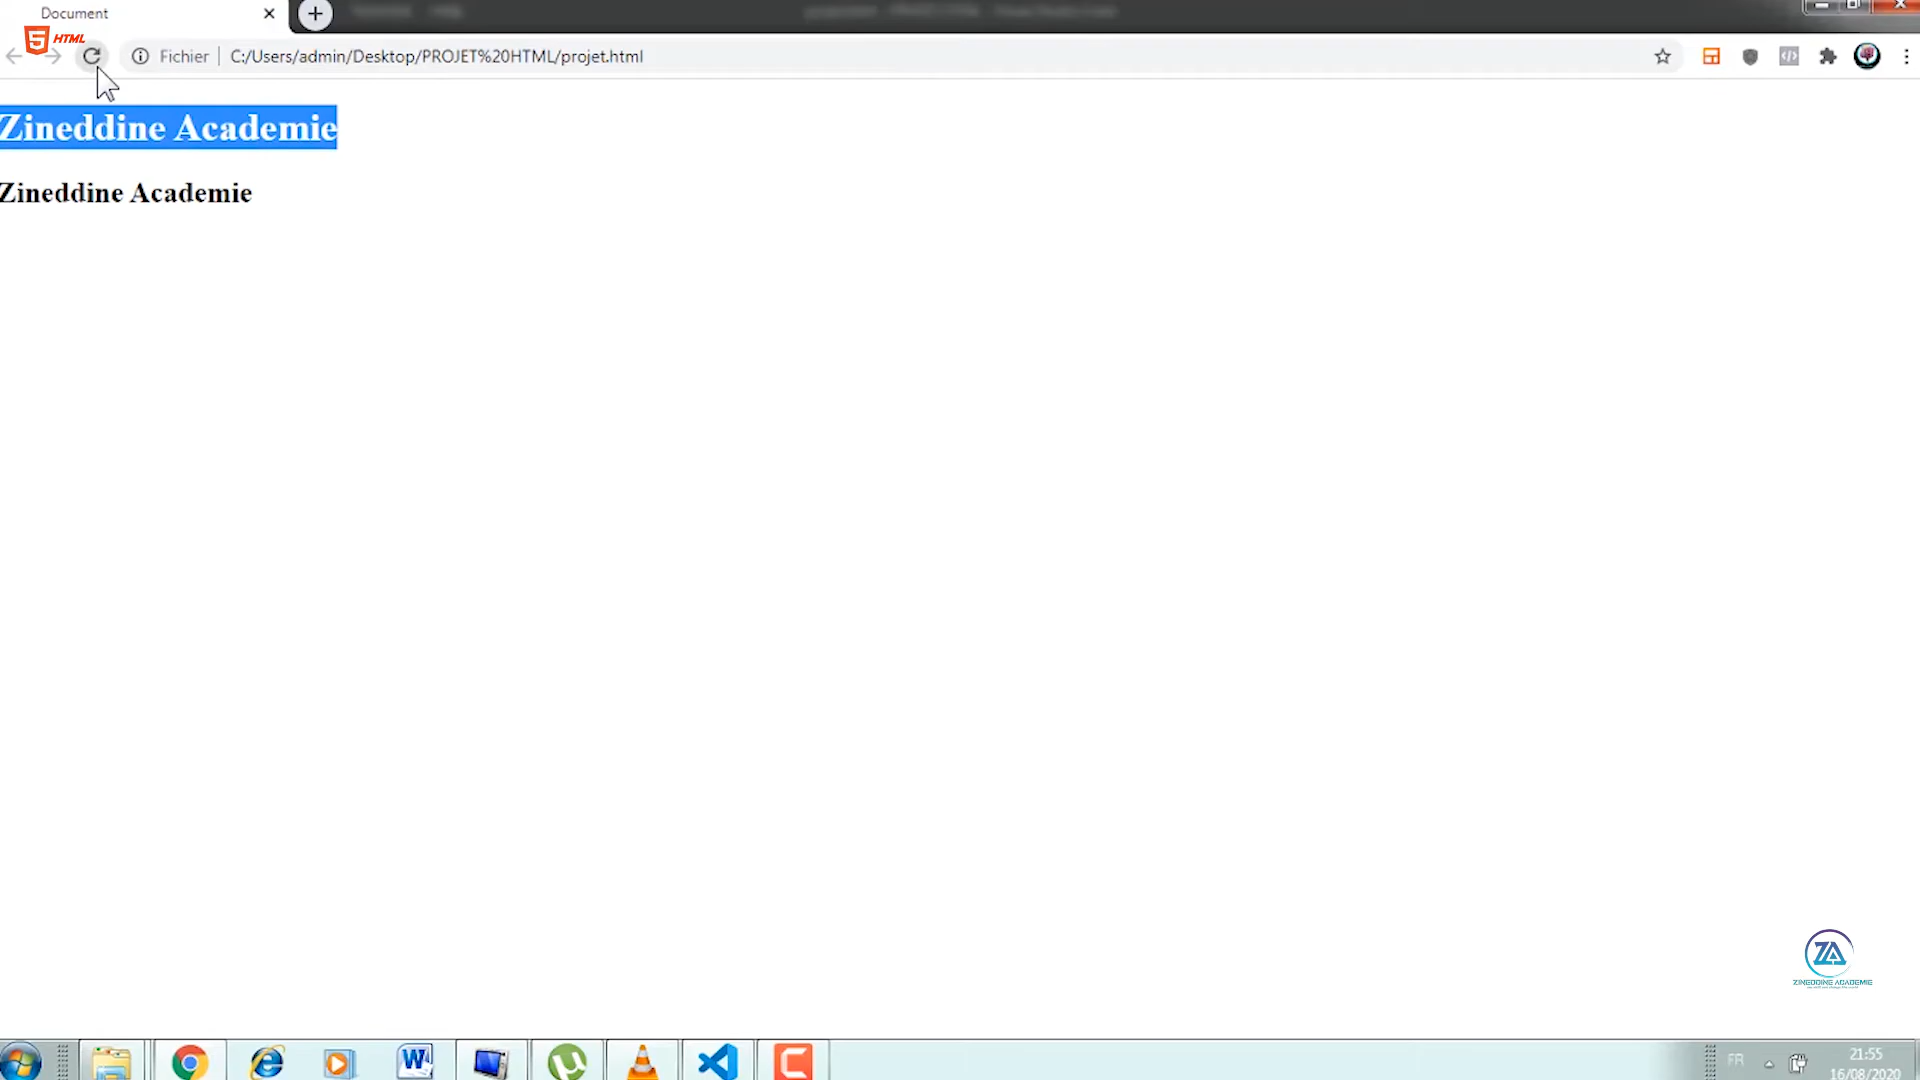 Document
HTML
Fichier
C:/Users/admin/Desktop/PROJET%20HTML/projet.html
Zineddine Academie
Zineddine Academie
ZA
ZINEDDINE ACADEMIE
FR
21:55
16/08/2020